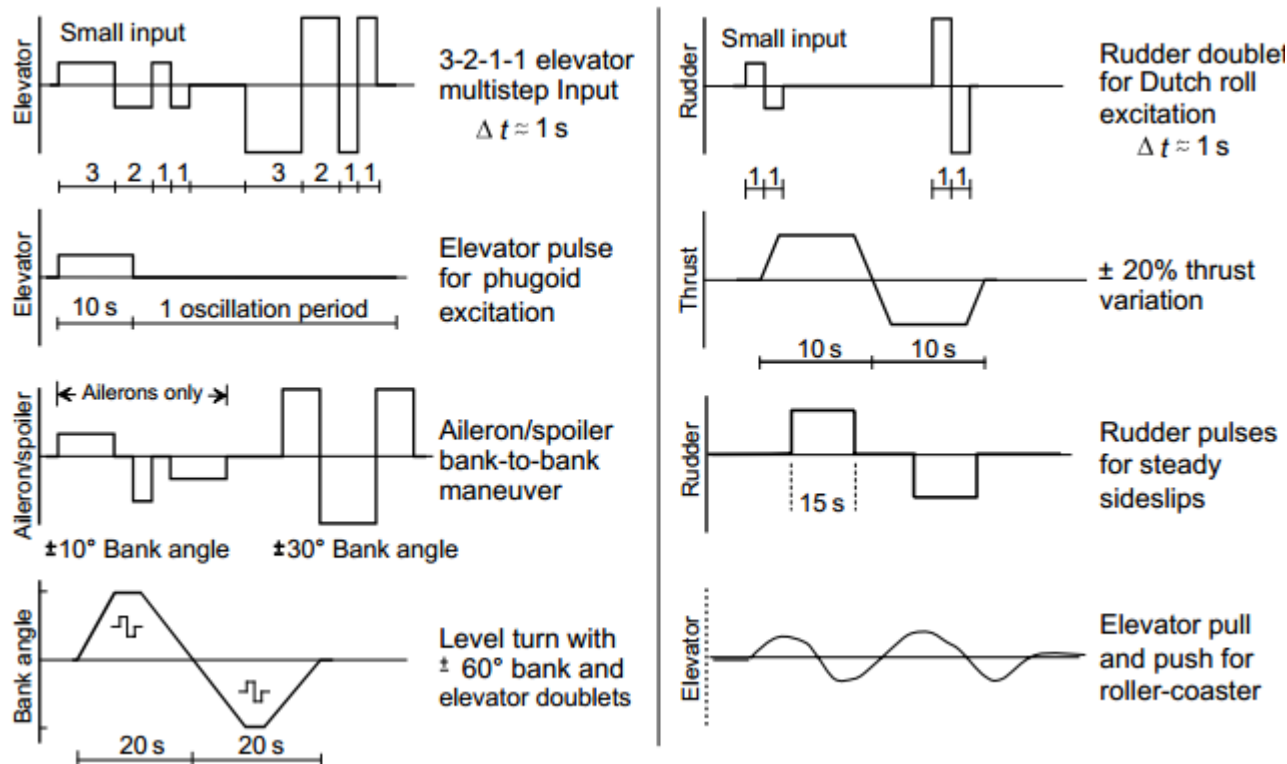 Elevator
Small input
3-2-1-1 elevator
multistep Input
Δ t ≈ 1 s
3 2 1 1 3 2 1 1
Elevator
10 s
1 oscillation period
Elevator pulse
for phugoid
excitation
Aileron/spoiler
Ailerons only
Aileron/spoiler
bank-to-bank
maneuver
±10° Bank angle
±30° Bank angle
Bank angle
Level turn with
± 60° bank and
elevator doublets
20 s
20 s
Rudder
Small input
Rudder doublet
for Dutch roll
excitation
Δ t ≈ 1 s
1 1 1 1
Thrust
± 20% thrust
variation
10 s
10 s
Rudder
15 s
Rudder pulses
for steady
sideslips
Elevator
Elevator pull
and push for
roller-coaster